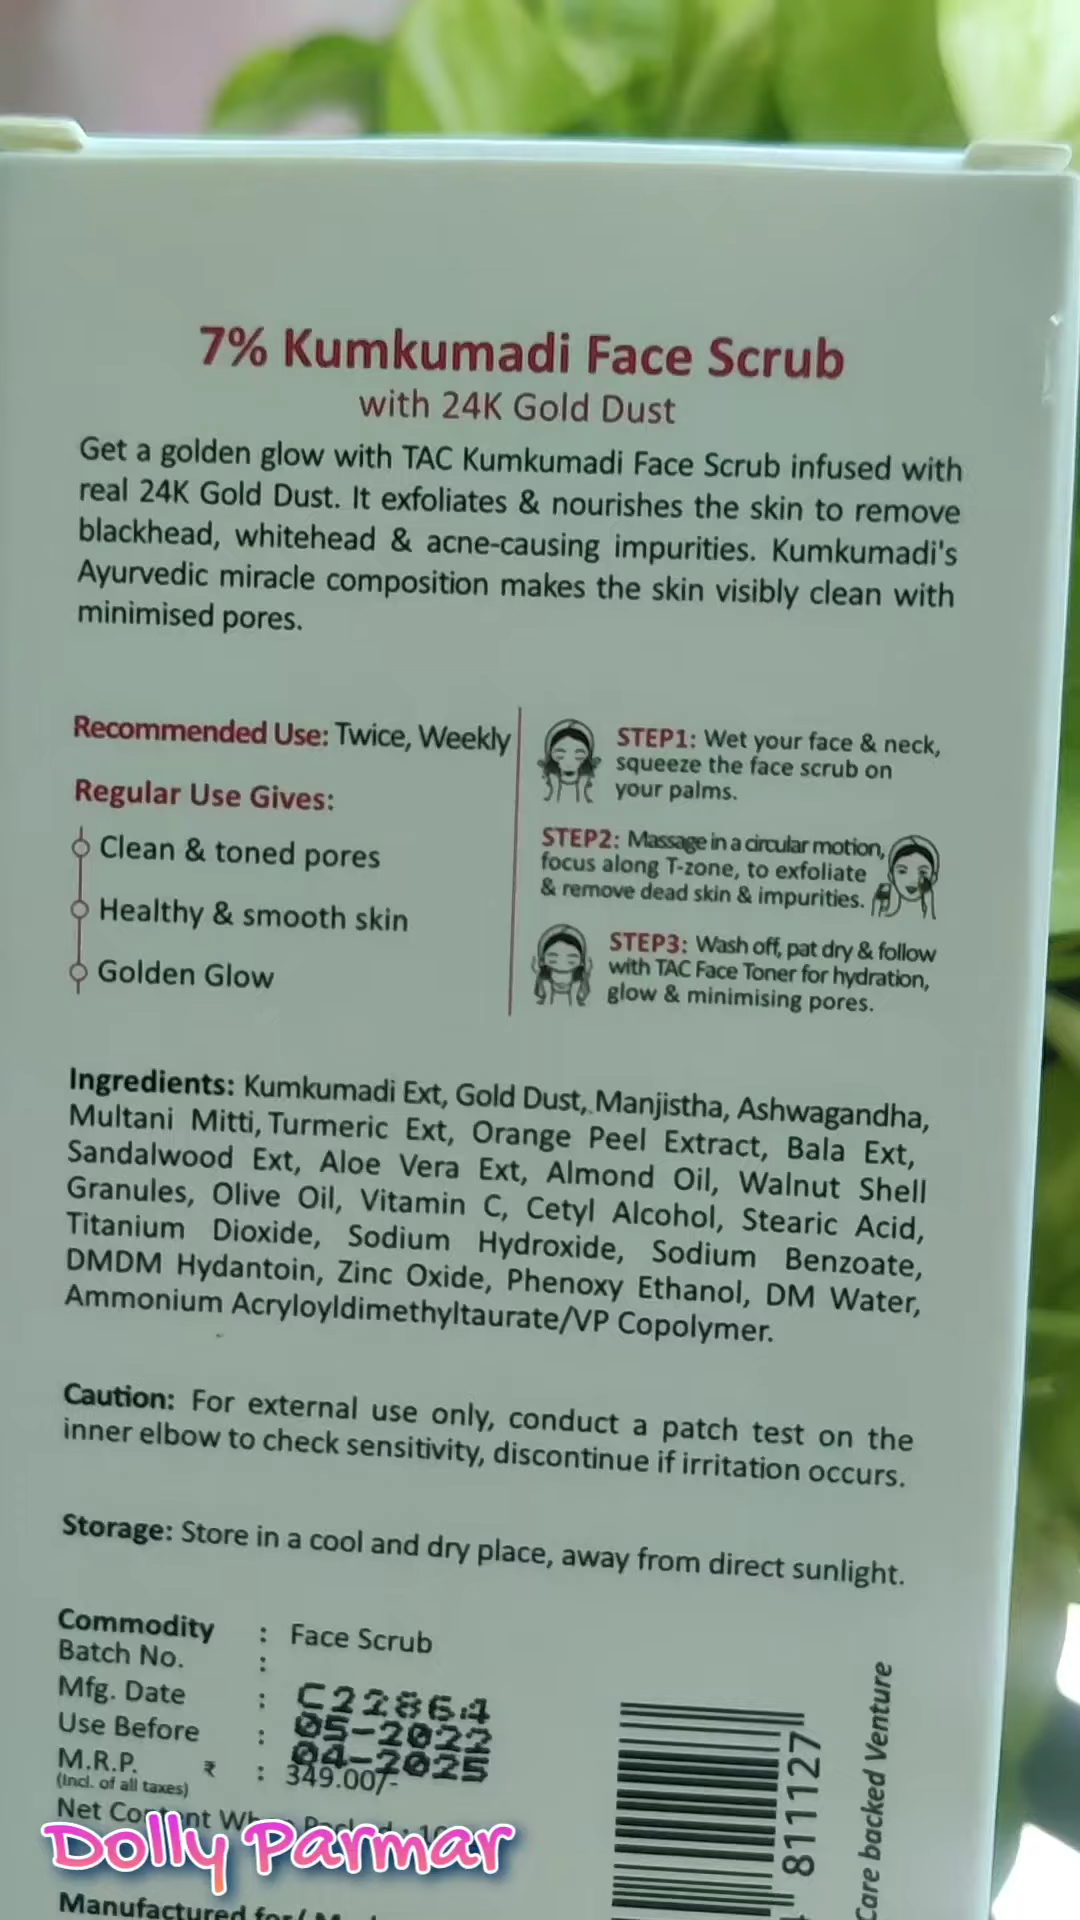 7% Kumkumadi Face Scrub
with 24K Gold Dust
Get a golden glow with TAC Kumkumadi Face Scrub infused with
real 24K Gold Dust. It exfoliates & nourishes the skin to remove
blackhead, whitehead & acne-causing impurities. Kumkumadi's
Ayurvedic miracle composition makes the skin visibly clean with
minimised pores.
Recommended Use: Twice, Weekly
Regular Use Gives:
Clean & toned pores
Healthy & smooth skin
Golden Glow
STEP1: Wet your face & neck,
squeeze the face scrub on
your palms.
STEP2: Massage in a circular motion,
focus along T-zone, to exfoliate
& remove dead skin & impurities.
STEP3: Wash off, pat dry & follow
with TAC Face Toner for hydration,
glow & minimising pores.
Ingredients: Kumkumadi Ext, Gold Dust, Manjistha, Ashwagandha,
Multani Mitti, Turmeric Ext, Orange Peel Extract, Bala Ext,
Sandalwood Ext, Aloe Vera Ext, Almond Oil, Walnut Shell
Granules, Olive Oil, Vitamin C, Cetyl Alcohol, Stearic Acid,
Titanium Dioxide, Sodium Hydroxide, Sodium Benzoate,
DMDM Hydantoin, Zinc Oxide, Phenoxy Ethanol, DM Water,
Ammonium Acryloyldimethyltaurate/VP Copolymer.
Caution: For external use only, conduct a patch test on the
inner elbow to check sensitivity, discontinue if irritation occurs.
Storage: Store in a cool and dry place, away from direct sunlight.
Commodity : Face Scrub
Batch No. :
Mfg. Date : C22864
Use Before : 05-2022
04-2025
M.R.P. ₹ : 349.00/-
(Incl. of all taxes)
Net Content
Dolly Parmar
Manufactured for/
811127
Care backed Venture